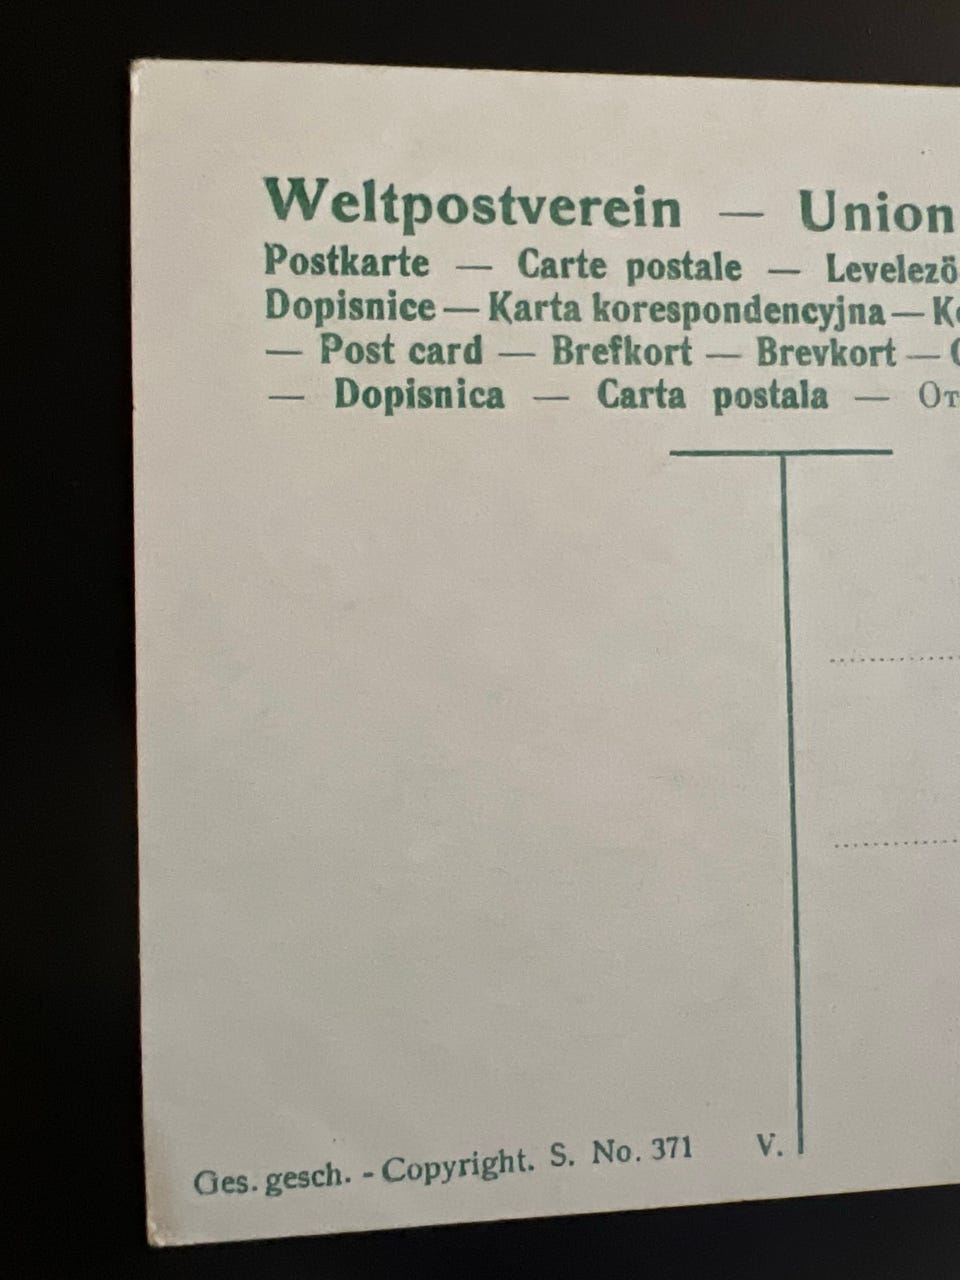 Weltpostverein — Union
Postkarte — Carte postale — Levelezö
Dopisnice — Karta korespondencyjna —
— Post card — Brefkort — Brevkort —
— Dopisnica — Carta postala —
Ges. gesch. - Copyright. S. No. 371 V.